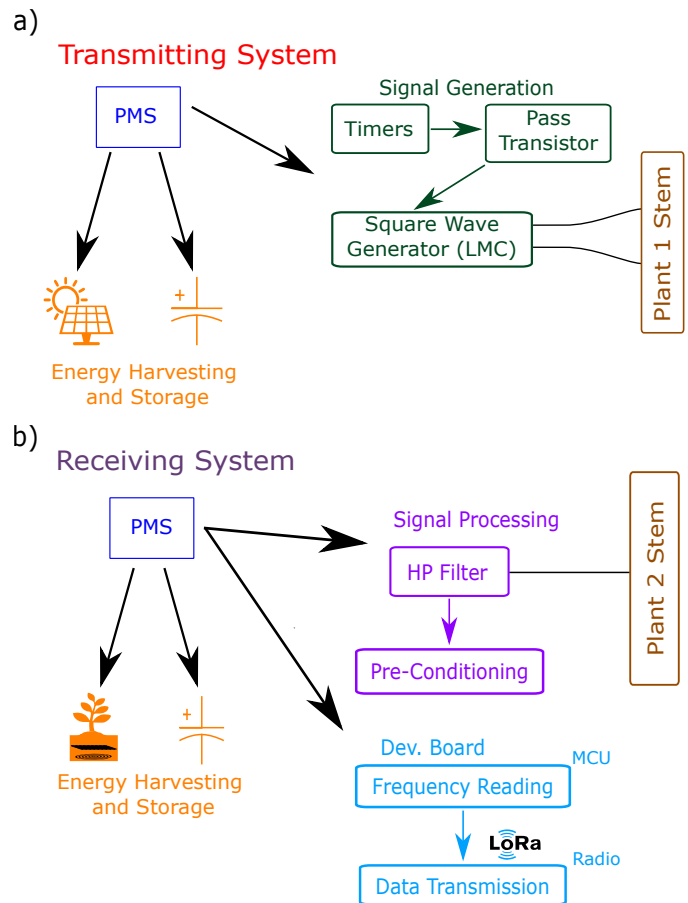 a)
Transmitting System
PMS
Signal Generation
Timers
Pass
Transistor
Square Wave
Generator (LMC)
Plant 1 Stem
+
Energy Harvesting
and Storage
b)
Receiving System
PMS
Signal Processing
HP Filter
Pre-Conditioning
Plant 2 Stem
+
Energy Harvesting
and Storage
Dev. Board
MCU
Frequency Reading
LoRa
Radio
Data Transmission